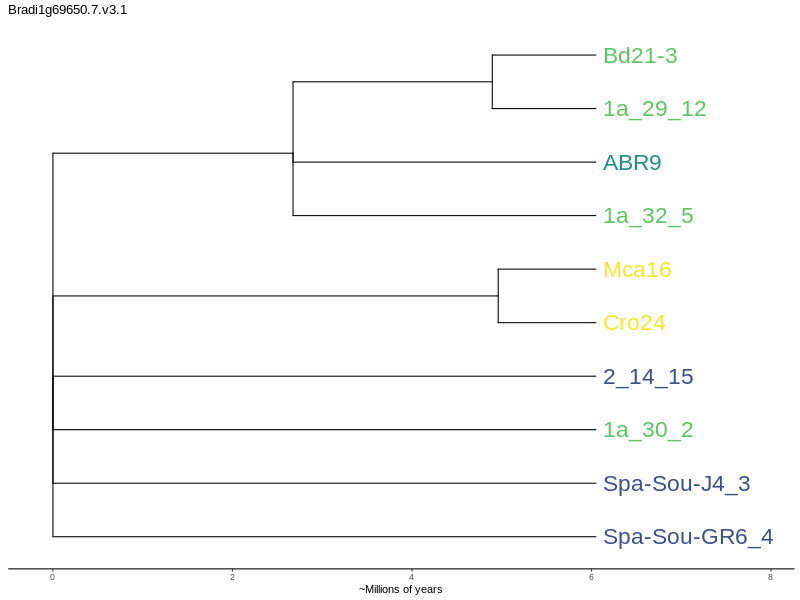 Bradi1g69650.7.v3.1
Bd21-3
1a_29_12
ABR9
1a_32_5
Mca16
Cro24
2_14_15
1a_30_2
Spa-Sou-J4_3
Spa-Sou-GR6_4
0 2 4 6 8
~Millions of years